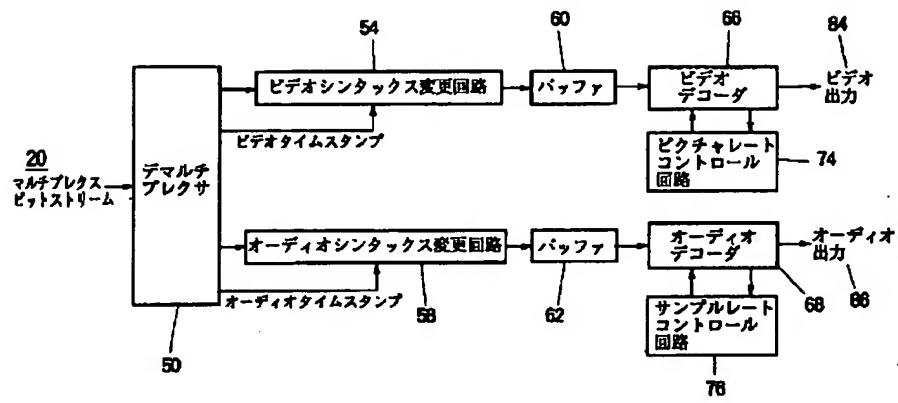 54
60
66
84
ビデオシンタックス変更回路
バッファ
ビデオ
デコーダ
ビデオ
出力
ビデオタイムスタンプ
20
マルチプレクス
ビットストリーム
デマルチ
プレクサ
ピクチャレート
コントロール
回路
74
オーディオシンタックス変更回路
バッファ
オーディオ
デコーダ
オーディオ
出力
オーディオタイムスタンプ
58
62
68
86
サンプルレート
コントロール
回路
50
76